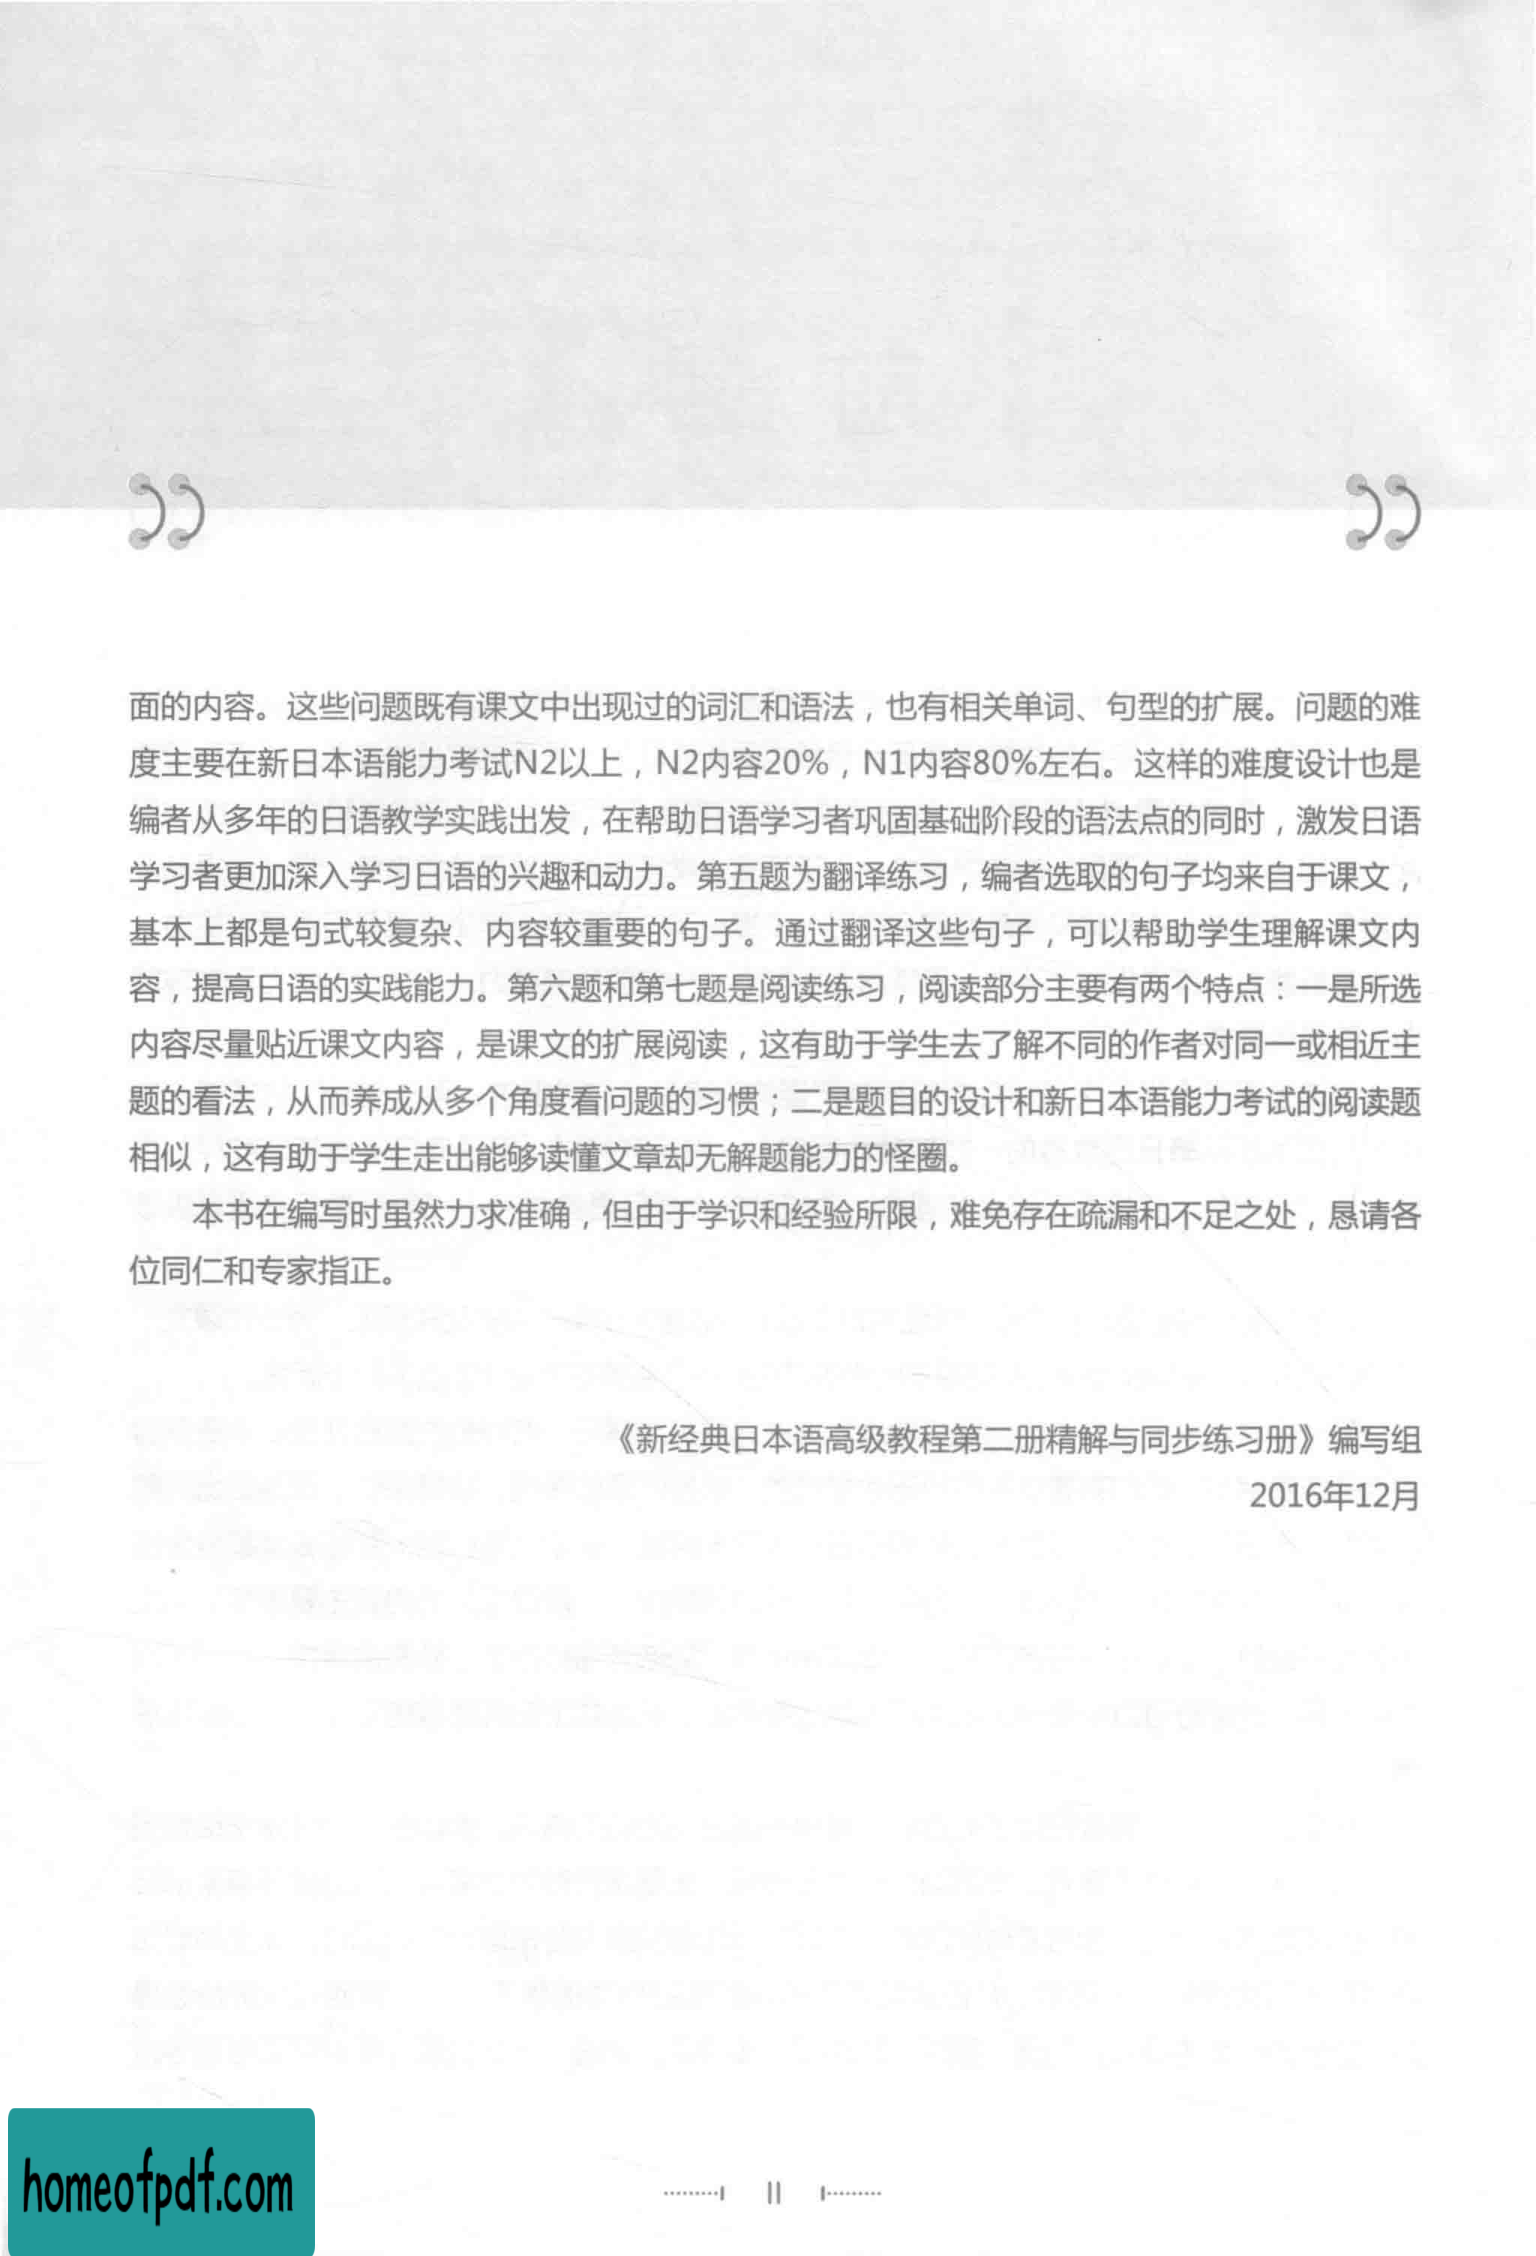 面的内容。这些问题既有课文中出现过的词汇和语法，也有相关单词、句型的扩展。问题的难
度主要在新日本语能力考试N2以上，N2内容20%，N1内容80%左右。这样的难度设计也是
编者从多年的日语教学实践出发，在帮助日语学习者巩固基础阶段的语法点的同时，激发日语
学习者更加深入学习日语的兴趣和动力。第五题为翻译练习，编者选取的句子均来自于课文，
基本上都是句式较复杂、内容较重要的句子。通过翻译这些句子，可以帮助学生理解课文内
容，提高日语的实践能力。第六题和第七题是阅读练习，阅读部分主要有两个特点：一是所选
内容尽量贴近课文内容，是课文的扩展阅读，这有助于学生去了解不同的作者对同一或相近主
题的看法，从而养成从多个角度看问题的习惯；二是题目的设计和新日本语能力考试的阅读题
相似，这有助于学生走出能够读懂文章却无解题能力的怪圈。
本书在编写时虽然力求准确，但由于学识和经验所限，难免存在疏漏和不足之处，恳请各
位同仁和专家指正。
《新经典日本语高级教程第二册精解与同步练习册》编写组
2016年12月
II
homeofpdf.com